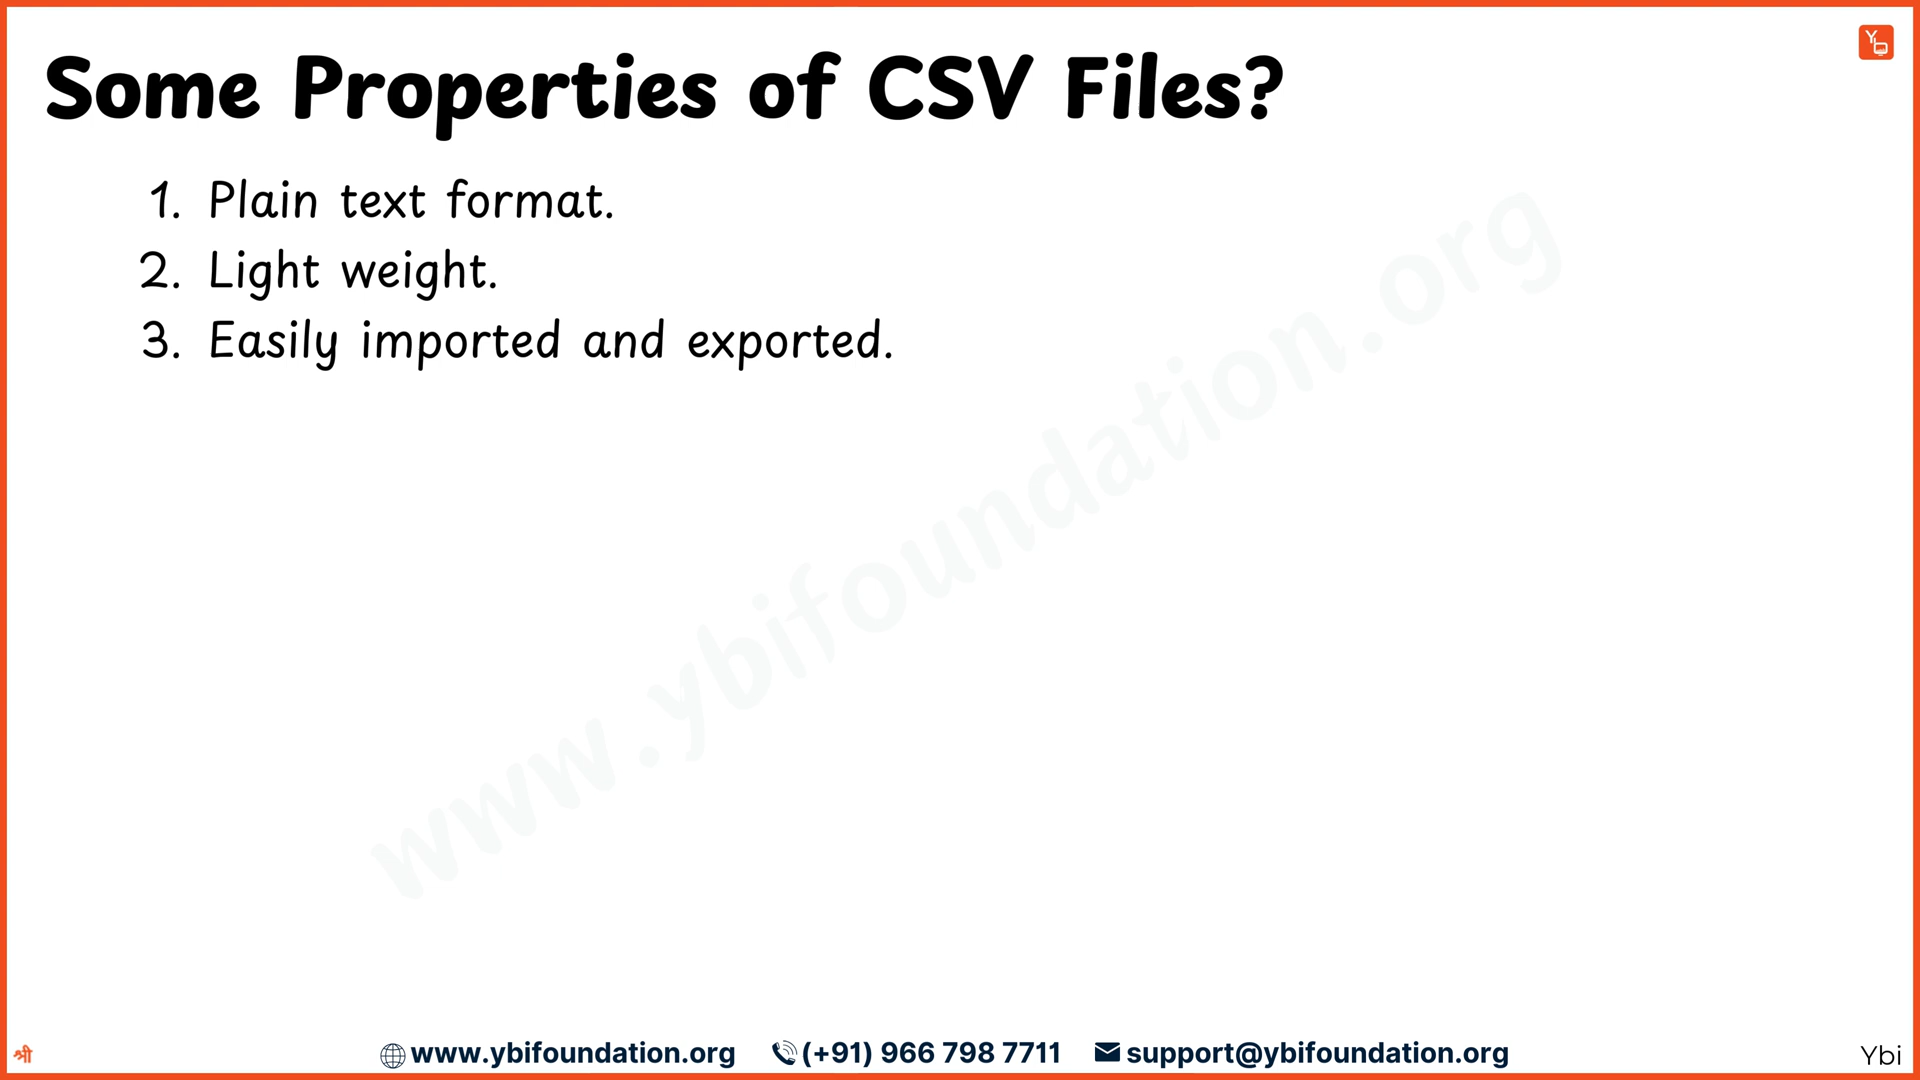 Some Properties of CSV Files?
1. Plain text format.
2. Light weight.
3. Easily imported and exported.
www.ybifoundation.org
श्री
www.ybifoundation.org (+91) 966 798 7711 support@ybifoundation.org
Ybi